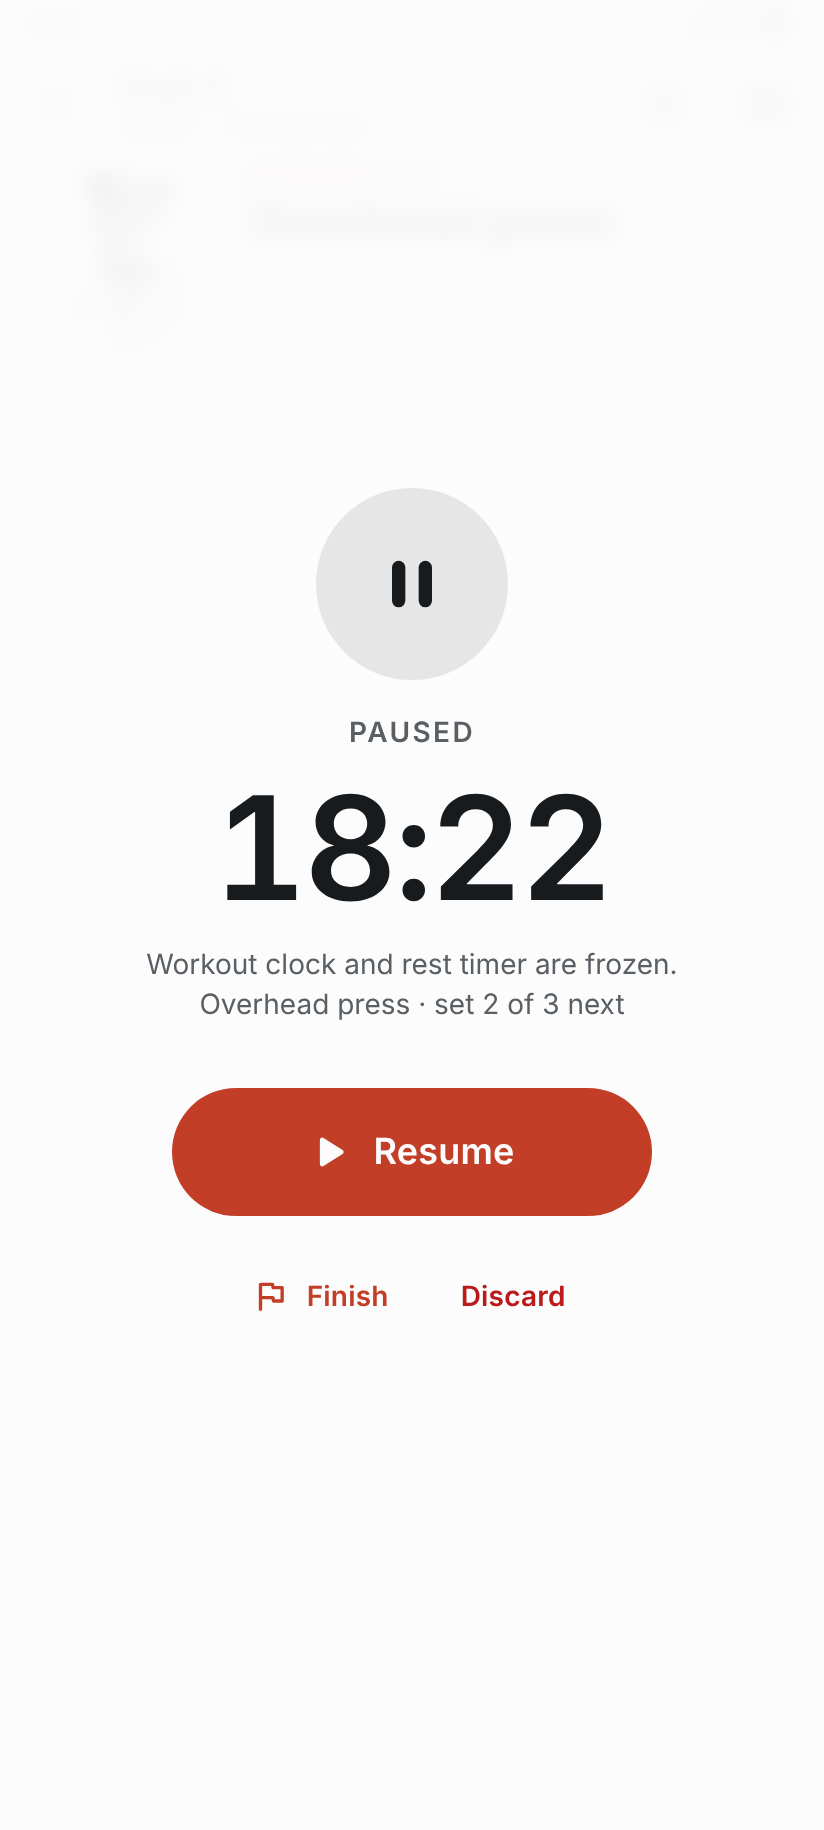 PAUSED
18:22
Workout clock and rest timer are frozen.
Overhead press · set 2 of 3 next
Resume
Finish
Discard